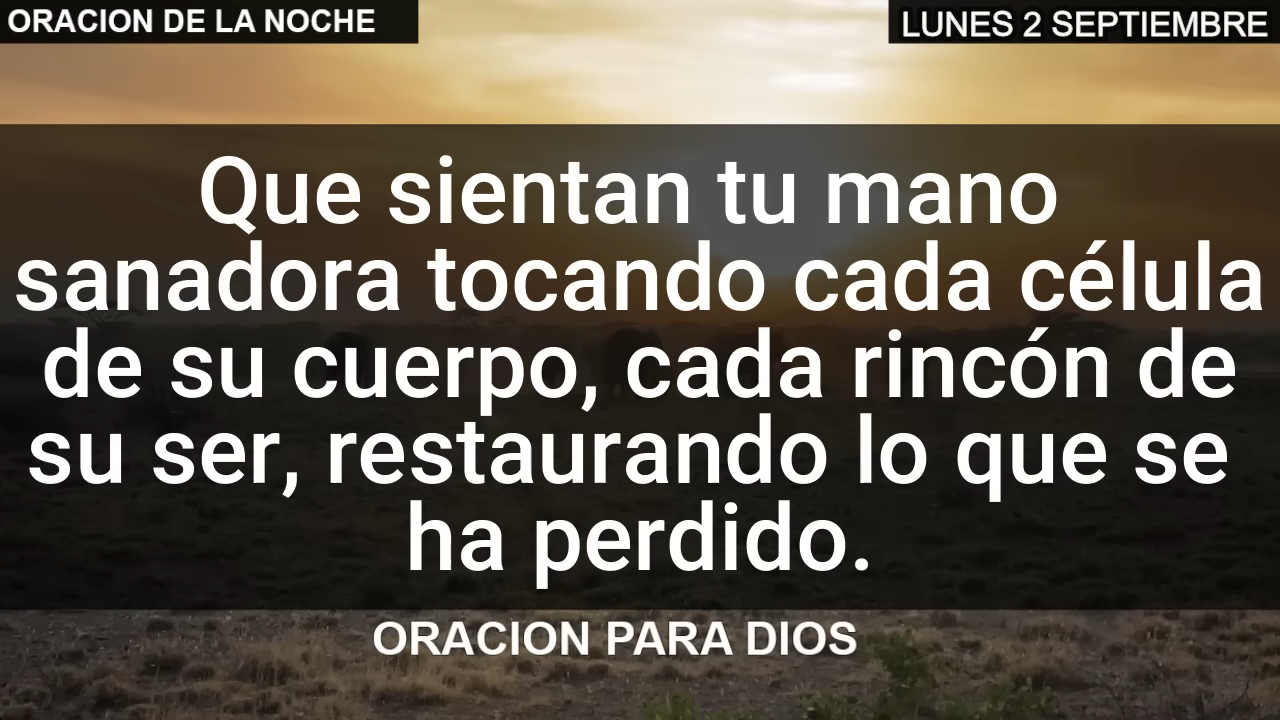 ORACION DE LA NOCHE
LUNES 2 SEPTIEMBRE
Que sientan tu mano
sanadora tocando cada célula
de su cuerpo, cada rincón de
su ser, restaurando lo que se
ha perdido.
ORACION PARA DIOS